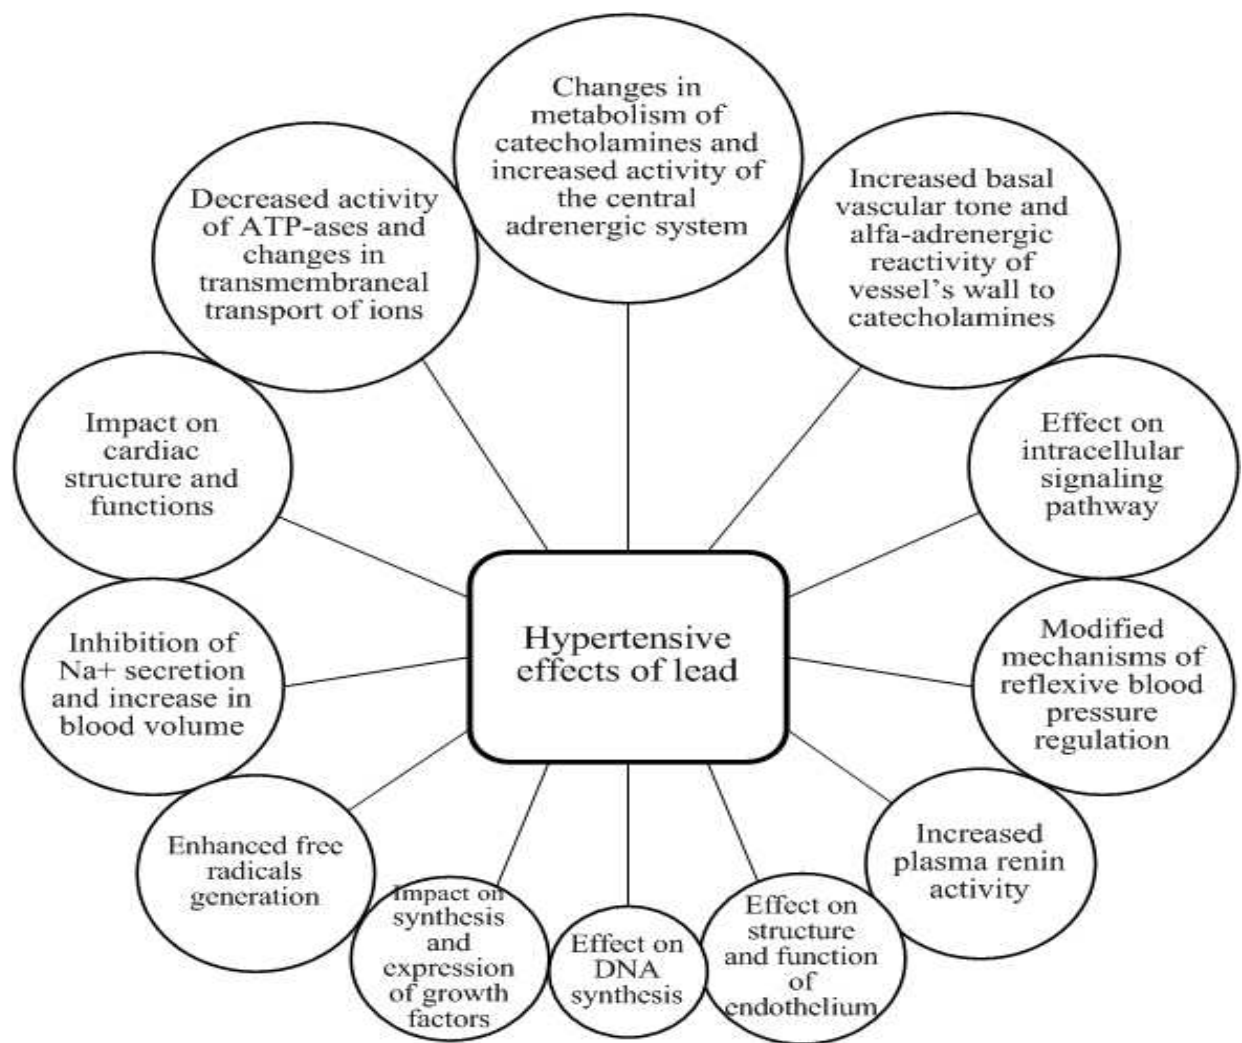 Changes in
metabolism of
catecholamines and
increased activity of
the central
adrenergic system
Increased basal
vascular tone and
alfa-adrenergic
reactivity of
vessel's wall to
catecholamines
Effect on
intracellular
signaling
pathway
Modified
mechanisms of
reflexive blood
pressure
regulation
Increased
plasma renin
activity
Effect on
structure
and function
of
endothelium
Effect on
DNA
synthesis
Impact on
synthesis
and
expression
of growth
factors
Enhanced free
radicals
generation
Inhibition of
Na+ secretion
and increase in
blood volume
Impact on
cardiac
structure and
functions
Decreased activity
of ATP-ases and
changes in
transmembraneal
transport of ions
Hypertensive
effects of lead